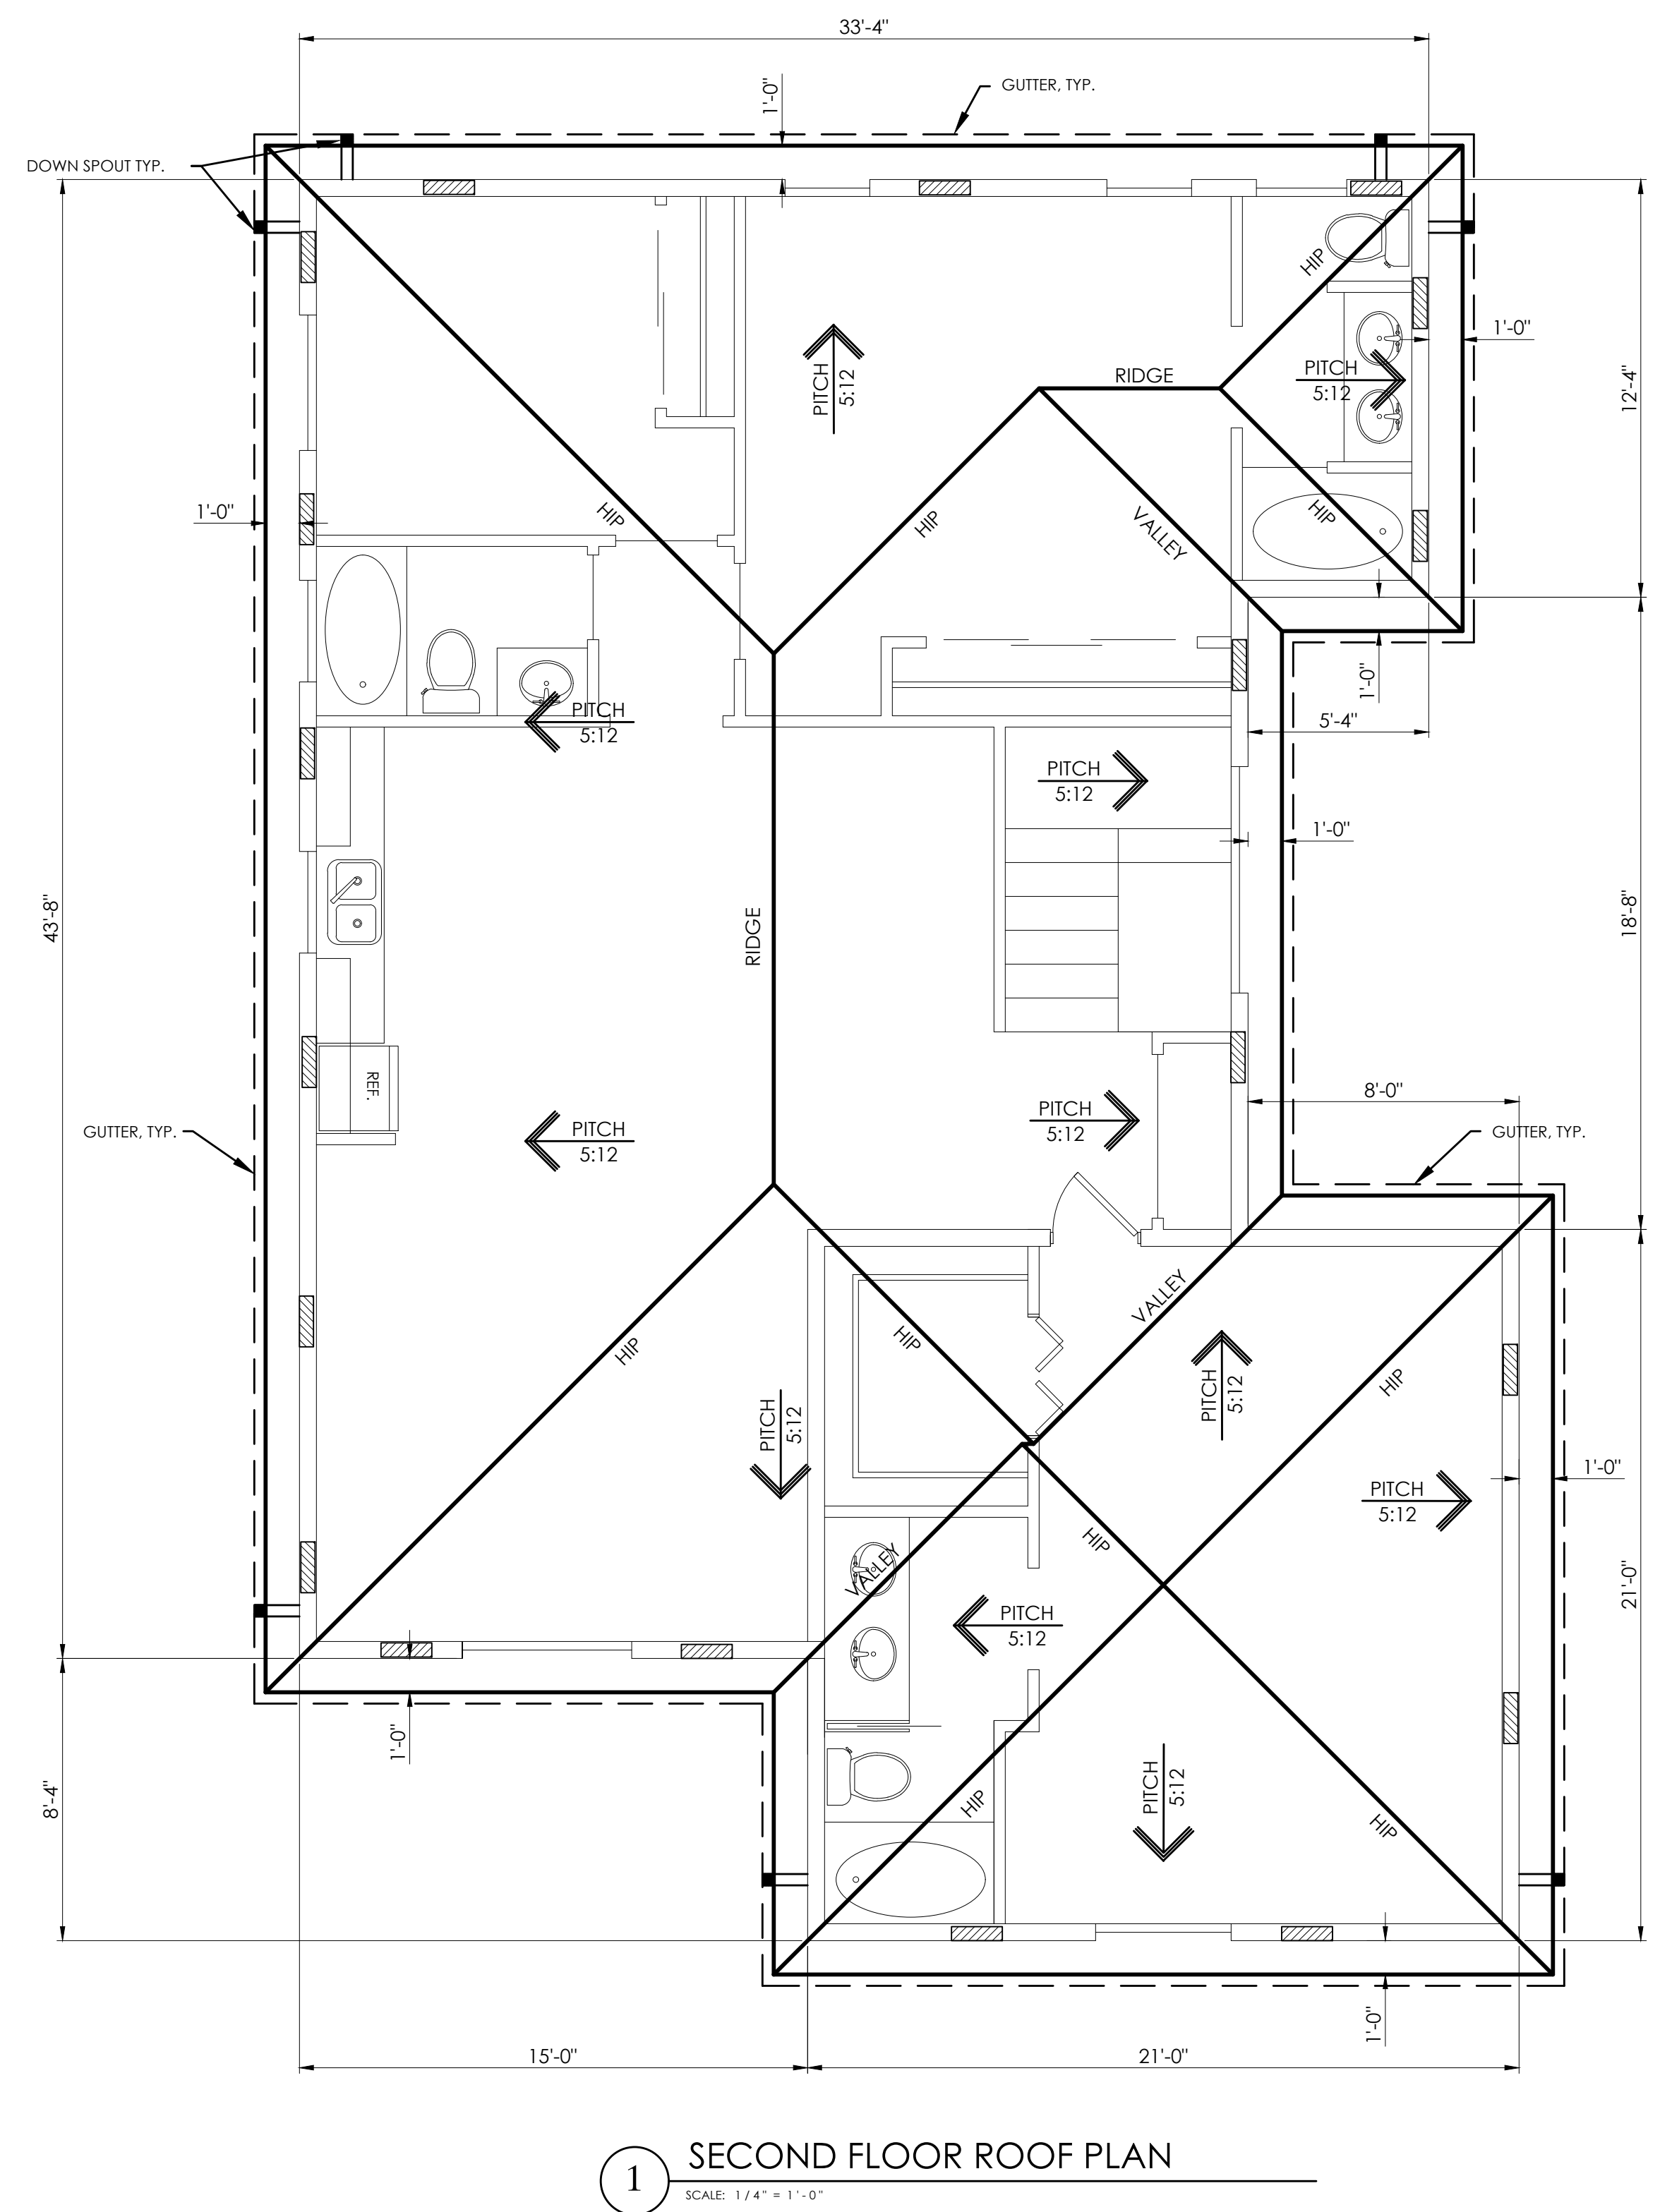 33'-4"
1'-0"
GUTTER, TYP.
DOWN SPOUT TYP.
HIP
1'-0"
PITCH
5:12
RIDGE
PITCH
5:12
12'-4"
1'-0"
HIP
HIP
VALLEY
HIP
1'-0"
5'-4"
PITCH
5:12
PITCH
5:12
43'-8"
RIDGE
1'-0"
18'-8"
REF.
GUTTER, TYP.
PITCH
5:12
PITCH
5:12
8'-0"
GUTTER, TYP.
HIP
HIP
VALLEY
PITCH
5:12
HIP
PITCH
5:12
PITCH
5:12
1'-0"
HIP
VALLEY
PITCH
5:12
21'-0"
1'-0"
8'-4"
HIP
PITCH
5:12
HIP
1'-0"
15'-0"
21'-0"
1
SECOND FLOOR ROOF PLAN
SCALE: 1/4" = 1'-0"